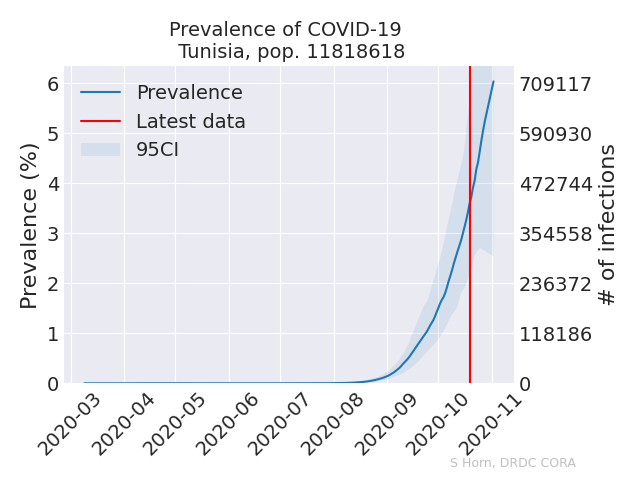 Prevalence of COVID-19
Tunisia, pop. 11818618
Prevalence
Latest data
95CI
Prevalence (%)
6
5
4
3
2
1
0
709117
590930
472744
354558
236372
118186
0
# of infections
2020-03
2020-04
2020-05
2020-06
2020-07
2020-08
2020-09
2020-10
2020-11
S Horn, DRDC CORA